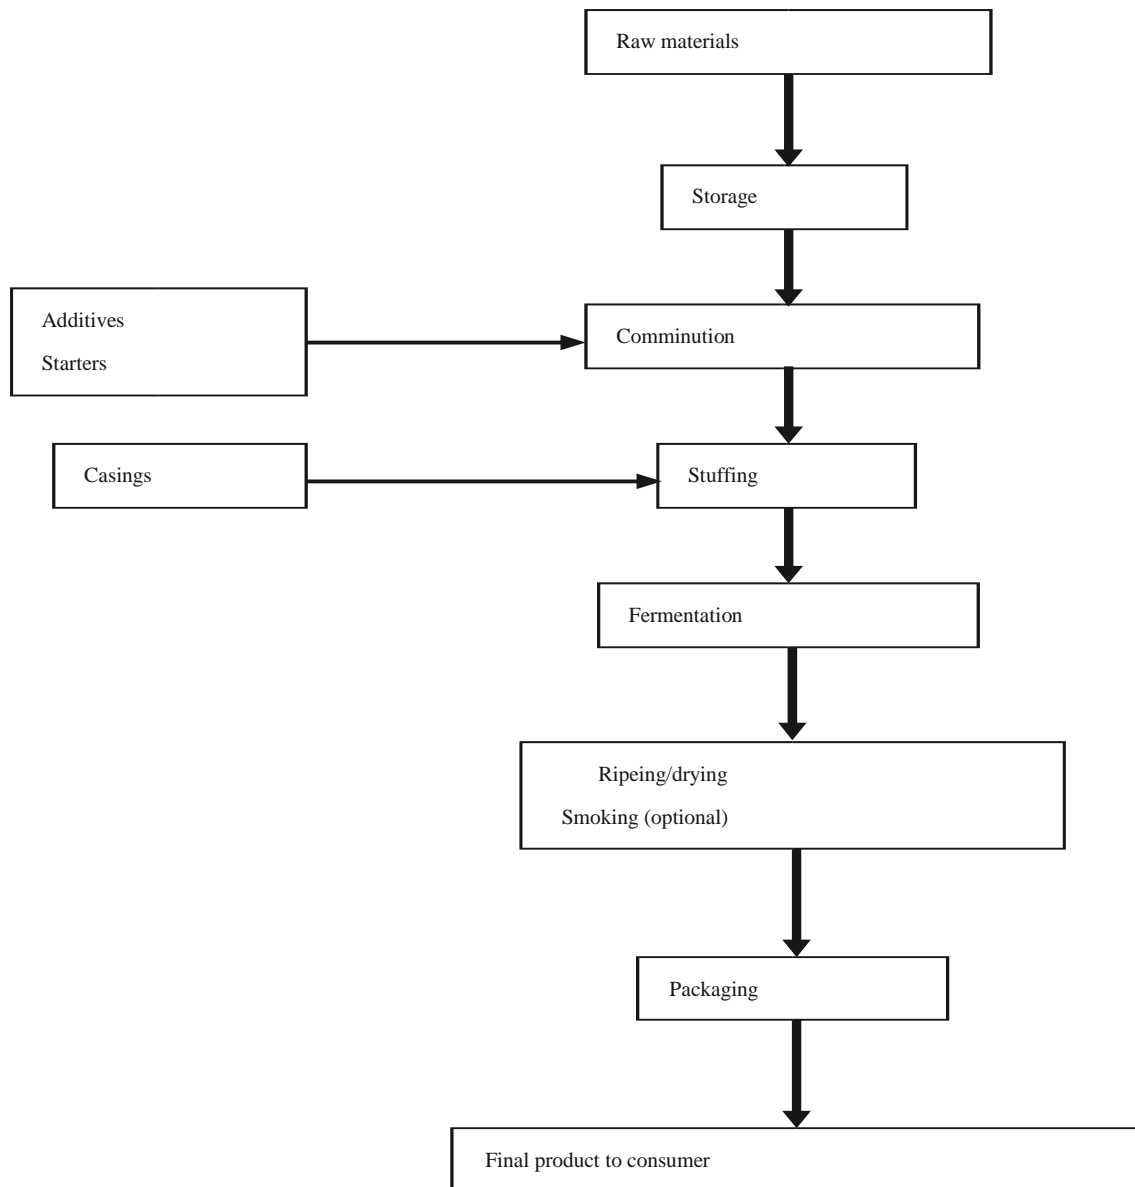 Raw materials
Storage
Additives
Starters
Comminution
Casings
Stuffing
Fermentation
Ripeing/drying
Smoking (optional)
Packaging
Final product to consumer